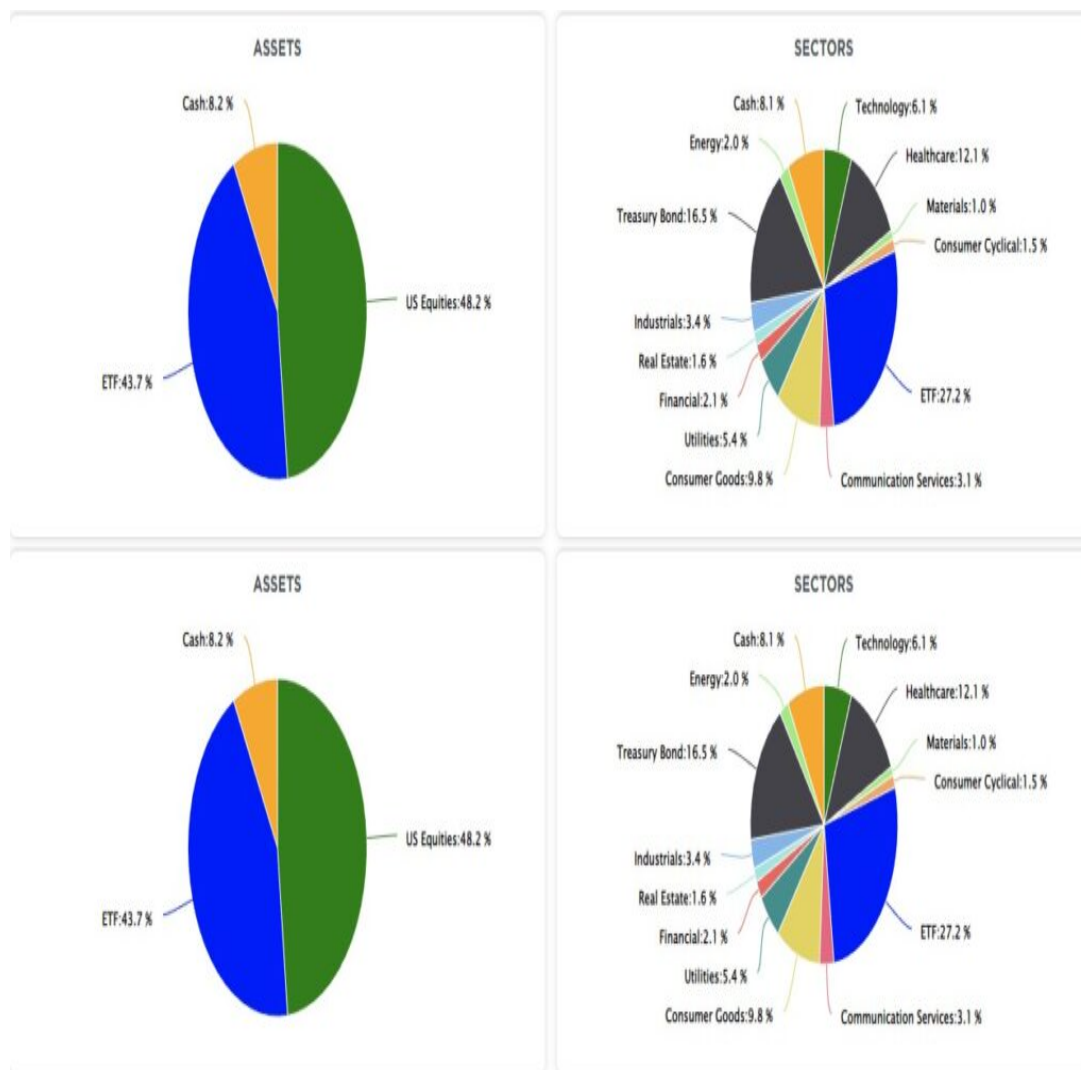 ASSETS
Cash:8.2 %
US Equities:48.2 %
ETF:43.7 %
SECTORS
Cash:8.1 %
Technology:6.1 %
Energy:2.0 %
Healthcare:12.1 %
Materials:1.0 %
Treasury Bond:16.5 %
Consumer Cyclical:1.5 %
Industrials:3.4 %
Real Estate:1.6 %
ETF:27.2 %
Financial:2.1 %
Utilities:5.4 %
Consumer Goods:9.8 %
Communication Services:3.1 %
ASSETS
Cash:8.2 %
US Equities:48.2 %
ETF:43.7 %
SECTORS
Cash:8.1 %
Technology:6.1 %
Energy:2.0 %
Healthcare:12.1 %
Materials:1.0 %
Treasury Bond:16.5 %
Consumer Cyclical:1.5 %
Industrials:3.4 %
Real Estate:1.6 %
ETF:27.2 %
Financial:2.1 %
Utilities:5.4 %
Consumer Goods:9.8 %
Communication Services:3.1 %